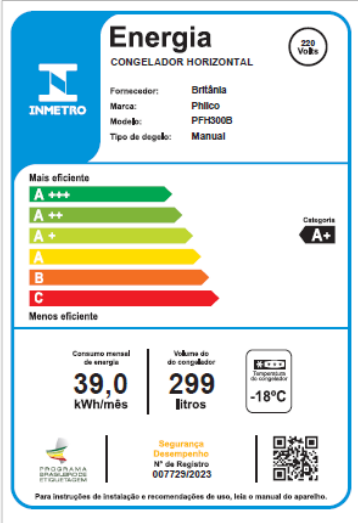 Energia
220
Volts
CONGELADOR HORIZONTAL
INMETRO
Fornecedor: Britânia
Marca: Philco
Modelo: PFH300B
Tipo de degelo: Manual
Mais eficiente
A +++
A ++
A +
A
B
C
Menos eficiente
Categoria
A+
Consumo mensal
de energia
39,0
kWh/mês
Volume do
do congelador
299
litros
Temperatura
do congelador
-18ºC
PROGRAMA
BRASILEIRO DE
ETIQUETAGEM
Segurança
Desempenho
Nº de Registro
007729/2023
Para instruções de instalação e recomendações de uso, leia o manual do aparelho.